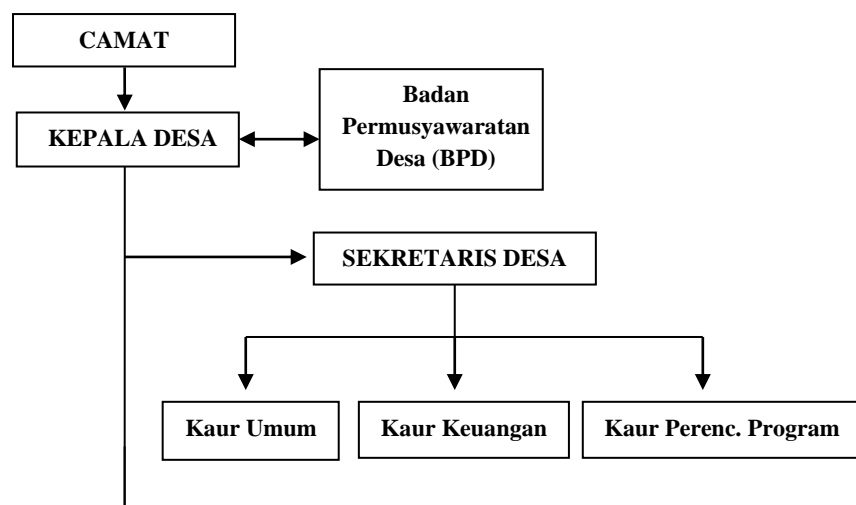 CAMAT
KEPALA DESA
Badan
Permusyawaratan
Desa (BPD)
SEKRETARIS DESA
Kaur Umum
Kaur Keuangan
Kaur Perenc. Program